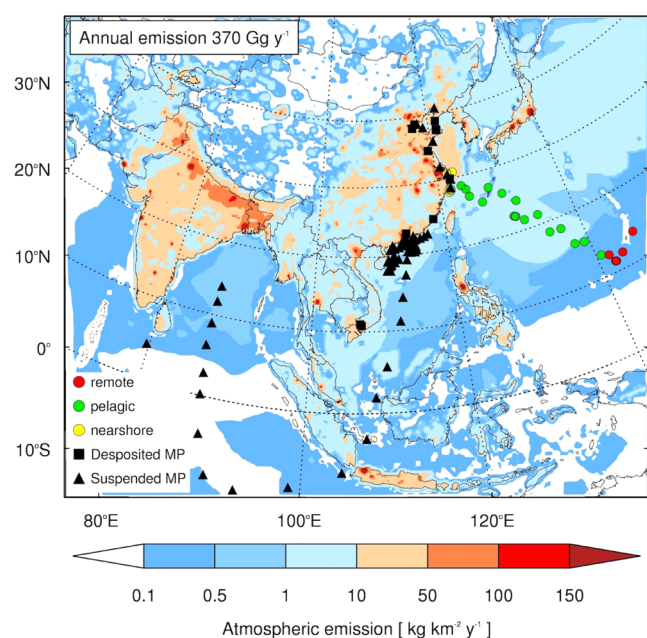 Annual emission 370 Gg y⁻¹
30°N
20°N
10°N
0°
10°S
remote
pelagic
nearshore
Desposited MP
Suspended MP
80°E
100°E
120°E
0.1 0.5 1 10 50 100 150
Atmospheric emission [ kg km⁻² y⁻¹ ]